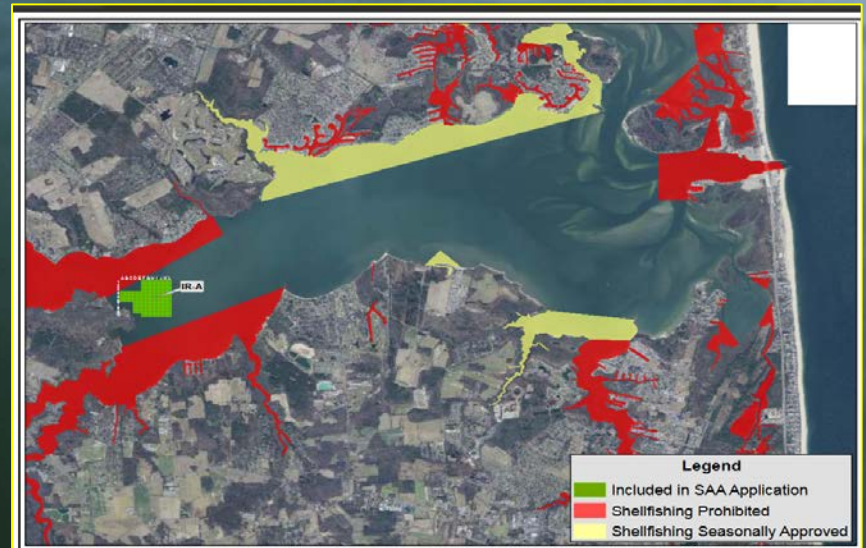 IR-A
Legend
Included in SAA Application
Shellfishing Prohibited
Shellfishing Seasonally Approved